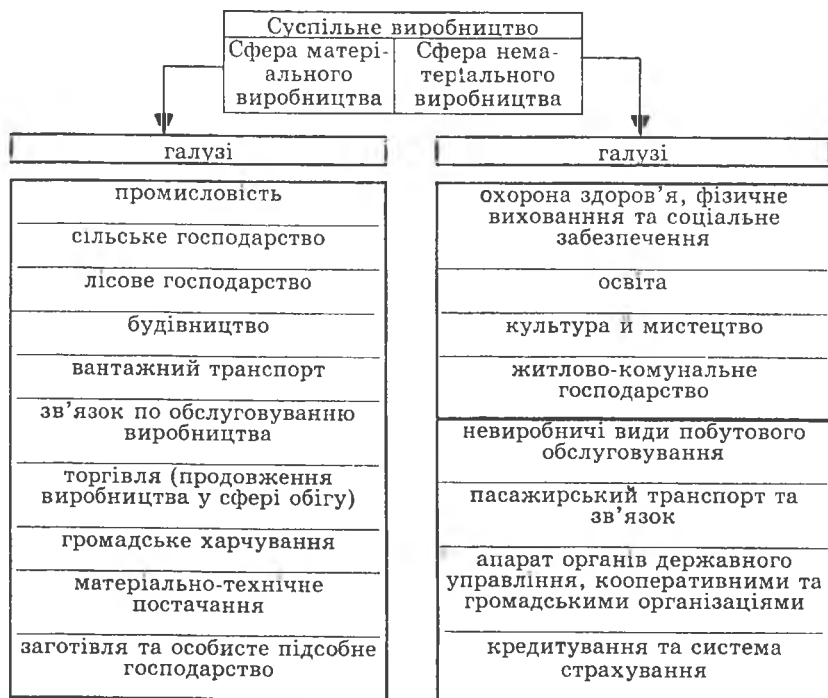 Суспільне виробництво
Сфера матері-
ального
виробництва
Сфера нема-
теріального
виробництва
галузі
промисловість
сільське господарство
лісове господарство
будівництво
вантажний транспорт
зв'язок по обслуговуванню
виробництва
торгівля (продовження
виробництва у сфері обігу)
громадське харчування
матеріально-технічне
постачання
заготівля та особисте підсобне
господарство
галузі
охорона здоров'я, фізичне
вихованння та соціальне
забезпечення
освіта
культура и мистецтво
житлово-комунальне
господарство
невиробничі види побутового
обслуговування
пасажирський транспорт та
зв'язок
апарат органів державного
управління, кооперативними та
громадськими організаціями
кредитування та система
страхування